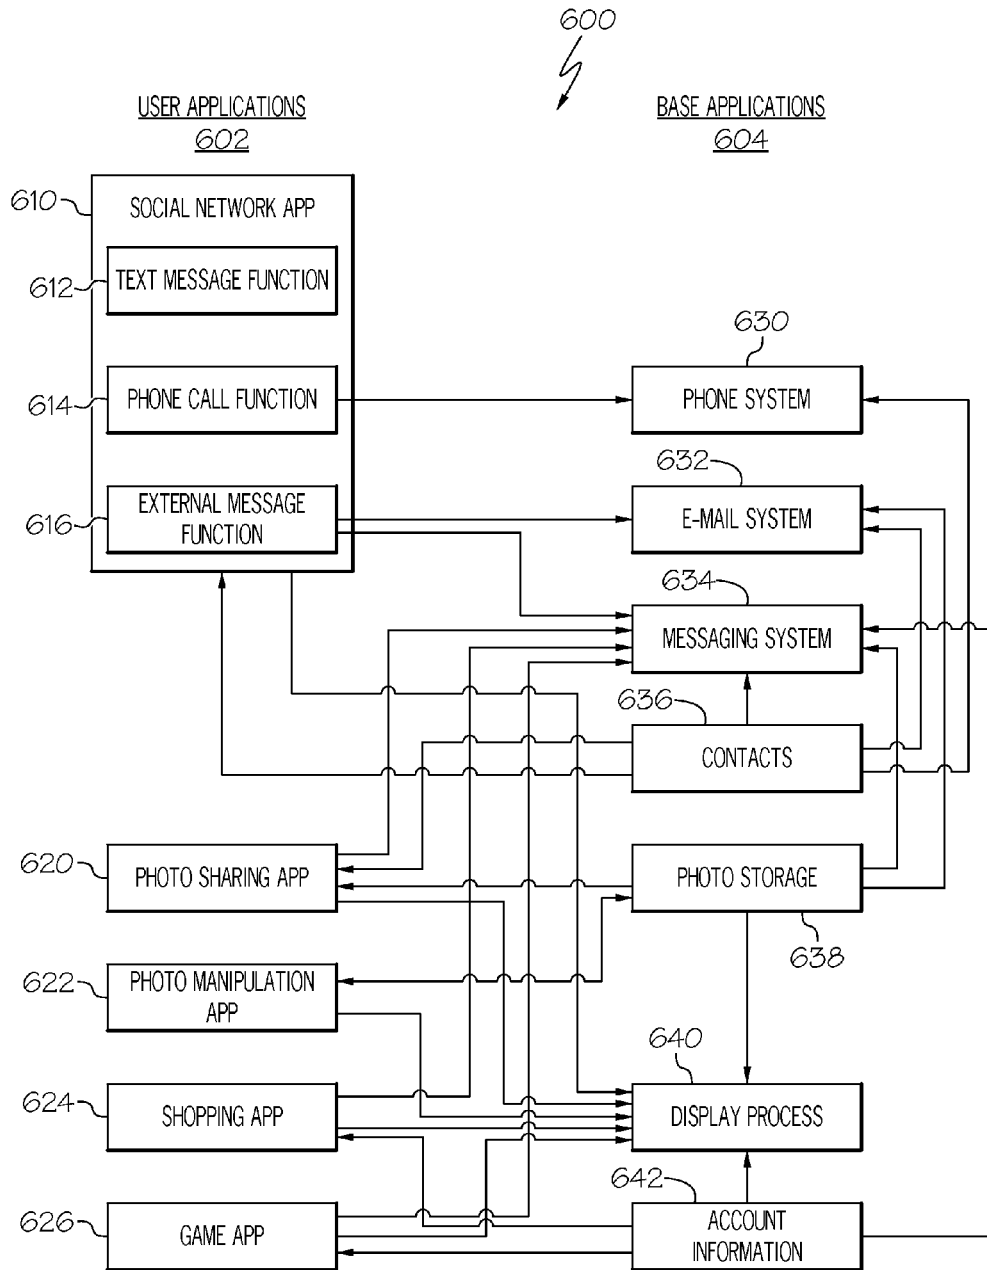 600
USER APPLICATIONS
602
BASE APPLICATIONS
604
610
SOCIAL NETWORK APP
612
TEXT MESSAGE FUNCTION
614
PHONE CALL FUNCTION
616
EXTERNAL MESSAGE
FUNCTION
630
PHONE SYSTEM
632
E-MAIL SYSTEM
634
MESSAGING SYSTEM
636
CONTACTS
620
PHOTO SHARING APP
PHOTO STORAGE
638
622
PHOTO MANIPULATION
APP
640
DISPLAY PROCESS
624
SHOPPING APP
642
ACCOUNT
INFORMATION
626
GAME APP